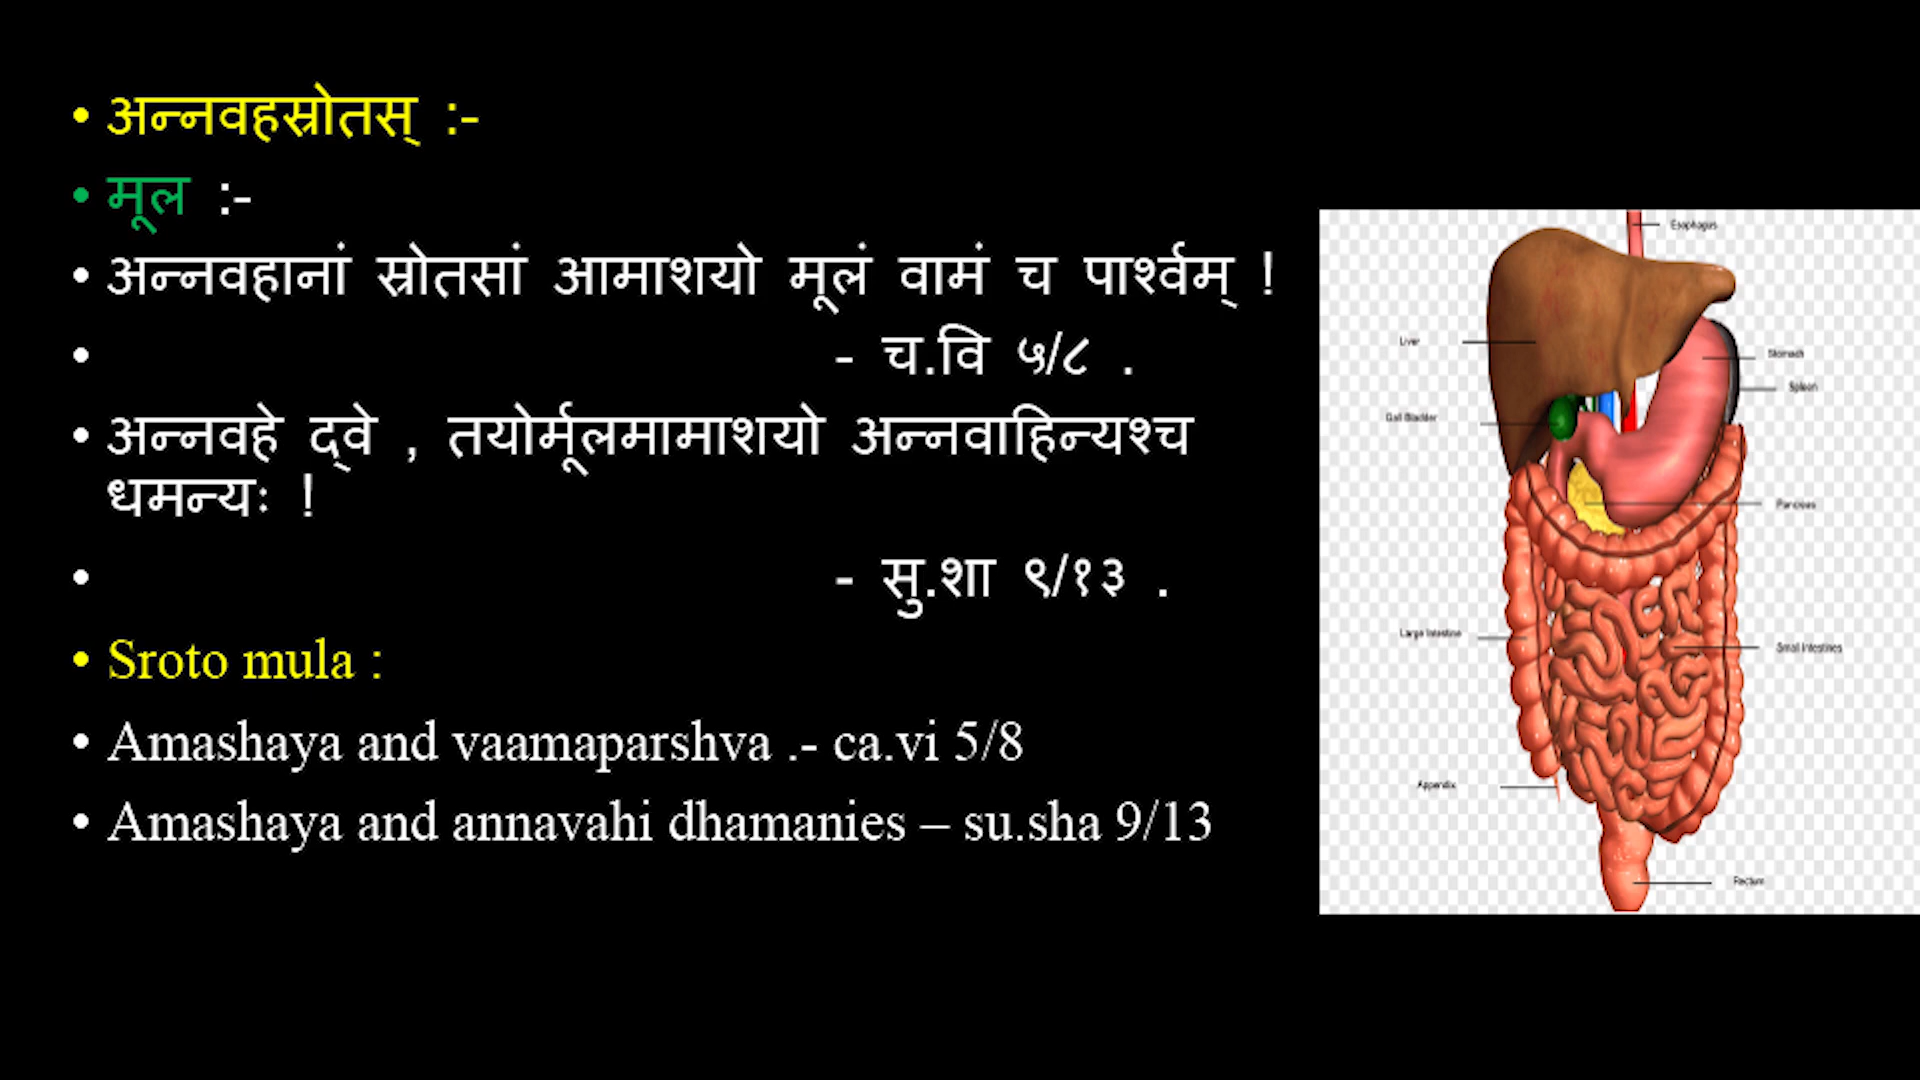 • अन्नवहस्रोतस् :-
• मूल :-
• अन्नवहानां स्रोतसां आमाशयो मूलं वामं च पार्श्वम् !
• - च.वि ५/८ .
• अन्नवहे द्वे , तयोर्मूलमामाशयो अन्नवाहिन्यश्च
धमन्यः !
• - सु.शा ९/१३ .
• Sroto mula :
• Amashaya and vaamaparshva .- ca.vi 5/8
• Amashaya and annavahi dhamanies – su.sha 9/13
Esophagus
Liver
Stomach
Spleen
Gall Bladder
Pancreas
Large Intestine
Small Intestines
Appendix
Rectum